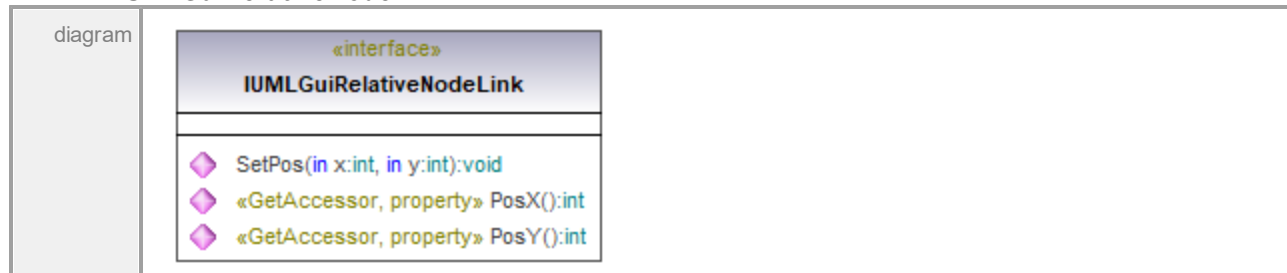 diagram
«interface»
IUMLGuiRelativeNodeLink
SetPos(in x:int, in y:int):void
«GetAccessor, property» PosX():int
«GetAccessor, property» PosY():int